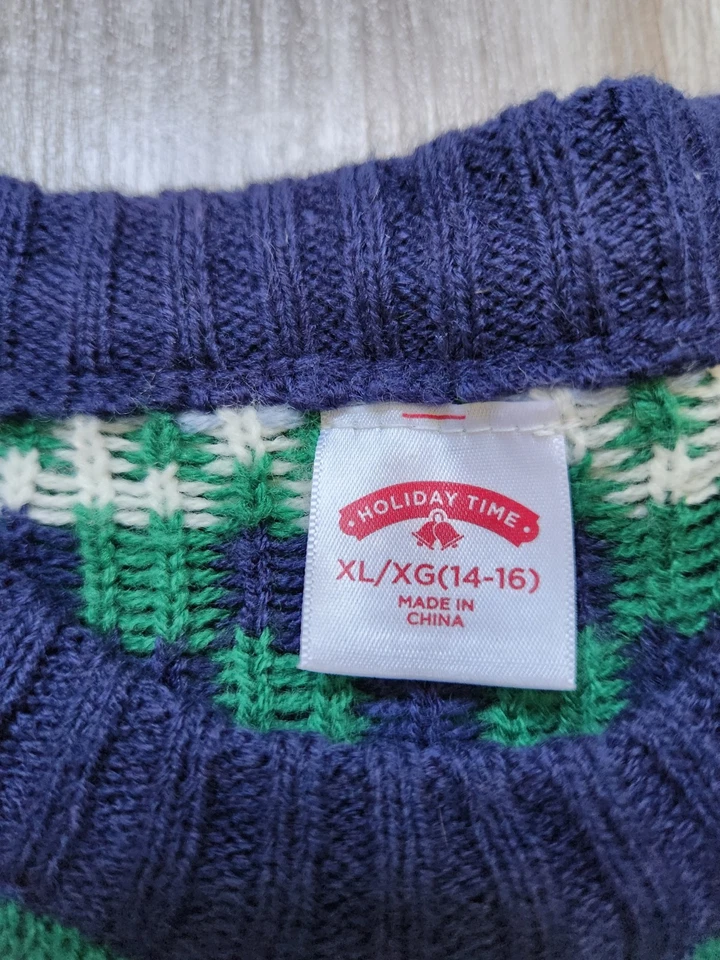 • HOLIDAY TIME •
XL/XG(14-16)
MADE IN
CHINA